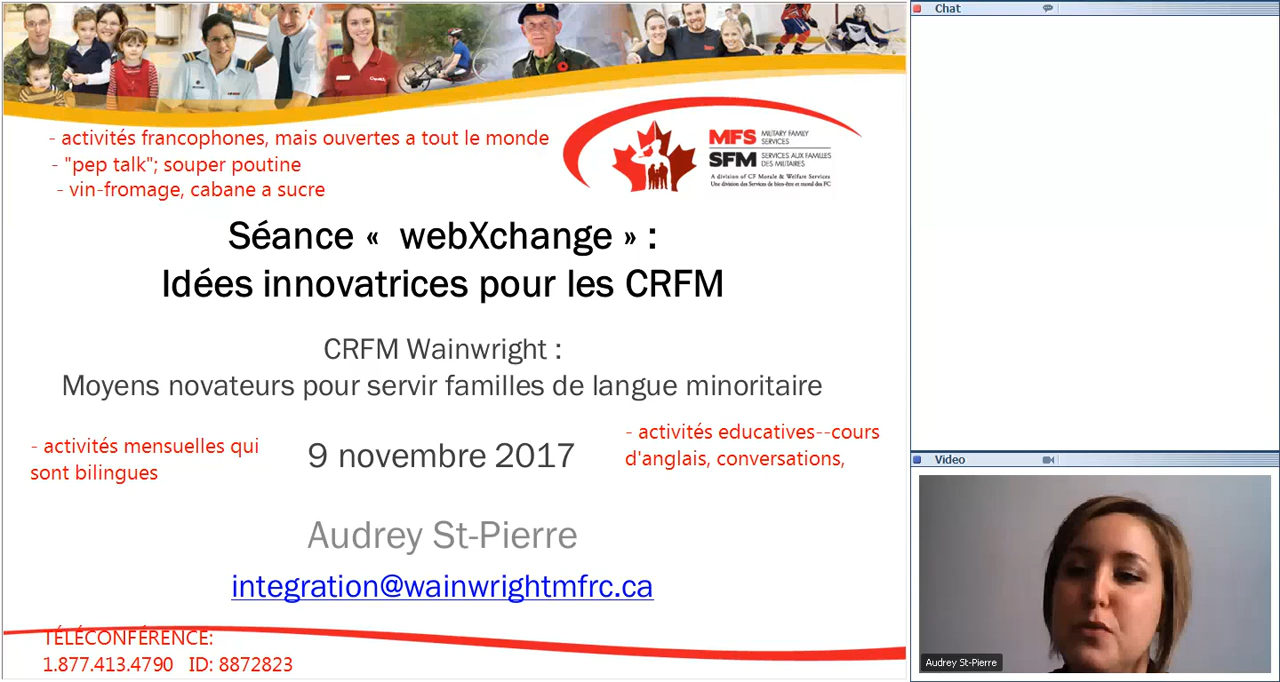 Chat
- activités francophones, mais ouvertes a tout le monde
- "pep talk"; souper poutine
- vin-fromage, cabane a sucre
MFS MILITARY FAMILY SERVICES
SFM SERVICES AUX FAMILLES DES MILITAIRES
A division of CF Morale & Welfare Services
Une division des Services de bien-être et moral des FC
Séance « webXchange » :
Idées innovatrices pour les CRFM
CRFM Wainwright :
Moyens novateurs pour servir familles de langue minoritaire
- activités mensuelles qui
sont bilingues
9 novembre 2017
- activités educatives--cours
d'anglais, conversations,
Audrey St-Pierre
integration@wainwrightmfrc.ca
TÉLÉCONFÉRENCE:
1.877.413.4790 ID: 8872823
Video
Audrey St-Pierre